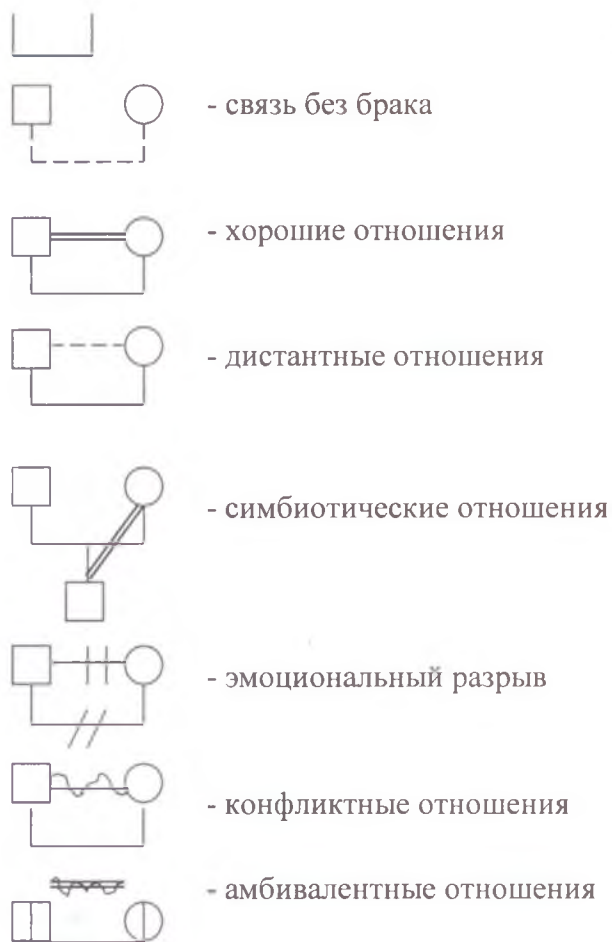 - связь без брака
- хорошие отношения
- дистантные отношения
- симбиотические отношения
- эмоциональный разрыв
- конфликтные отношения
- амбивалентные отношения